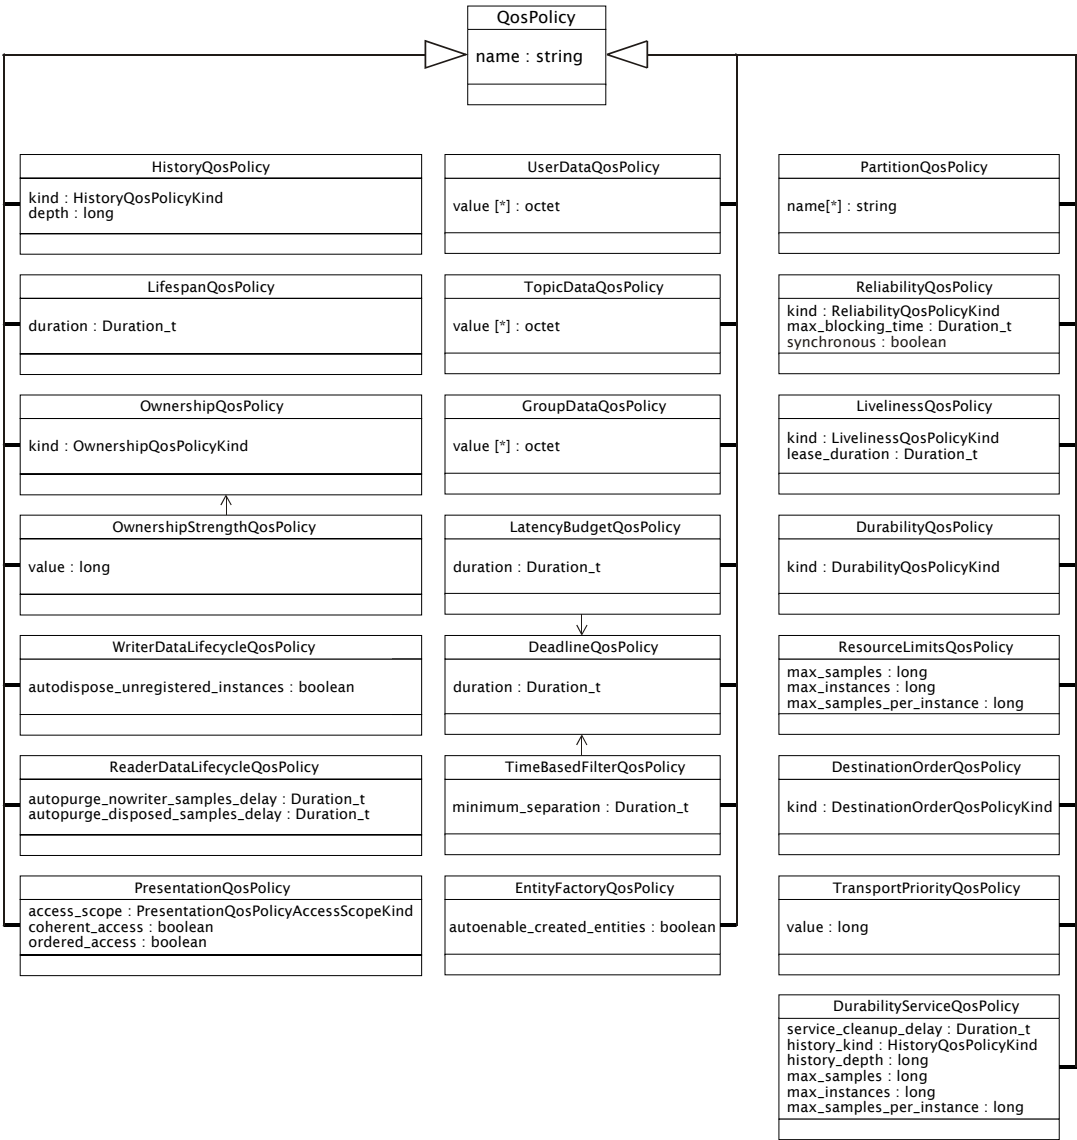 QosPolicy
name : string
HistoryQosPolicy
kind : HistoryQosPolicyKind
depth : long
LifespanQosPolicy
duration : Duration_t
OwnershipQosPolicy
kind : OwnershipQosPolicyKind
OwnershipStrengthQosPolicy
value : long
WriterDataLifecycleQosPolicy
autodispose_unregistered_instances : boolean
ReaderDataLifecycleQosPolicy
autopurge_nowriter_samples_delay : Duration_t
autopurge_disposed_samples_delay : Duration_t
PresentationQosPolicy
access_scope : PresentationQosPolicyAccessScopeKind
coherent_access : boolean
ordered_access : boolean
UserDataQosPolicy
value [*] : octet
TopicDataQosPolicy
value [*] : octet
GroupDataQosPolicy
value [*] : octet
LatencyBudgetQosPolicy
duration : Duration_t
DeadlineQosPolicy
duration : Duration_t
TimeBasedFilterQosPolicy
minimum_separation : Duration_t
EntityFactoryQosPolicy
autoenable_created_entities : boolean
PartitionQosPolicy
name[*] : string
ReliabilityQosPolicy
kind : ReliabilityQosPolicyKind
max_blocking_time : Duration_t
synchronous : boolean
LivelinessQosPolicy
kind : LivelinessQosPolicyKind
lease_duration : Duration_t
DurabilityQosPolicy
kind : DurabilityQosPolicyKind
ResourceLimitsQosPolicy
max_samples : long
max_instances : long
max_samples_per_instance : long
DestinationOrderQosPolicy
kind : DestinationOrderQosPolicyKind
TransportPriorityQosPolicy
value : long
DurabilityServiceQosPolicy
service_cleanup_delay : Duration_t
history_kind : HistoryQosPolicyKind
history_depth : long
max_samples : long
max_instances : long
max_samples_per_instance : long